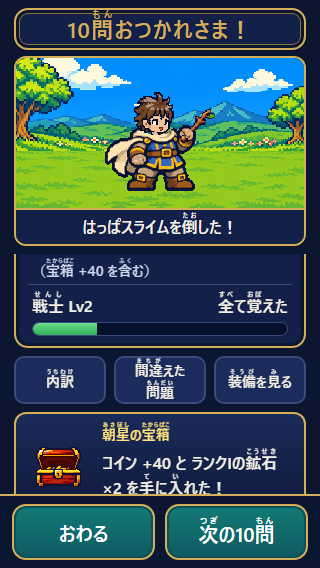 10問おつかれさま！
はっぱスライムを倒した！
（宝箱 +40 を含む）
戦士 Lv2
全て覚えた
内訳
間違えた
問題
装備を見る
朝星の宝箱
コイン +40 と ランクIの鉱石
×2 を手に入れた！
おわる
次の10問